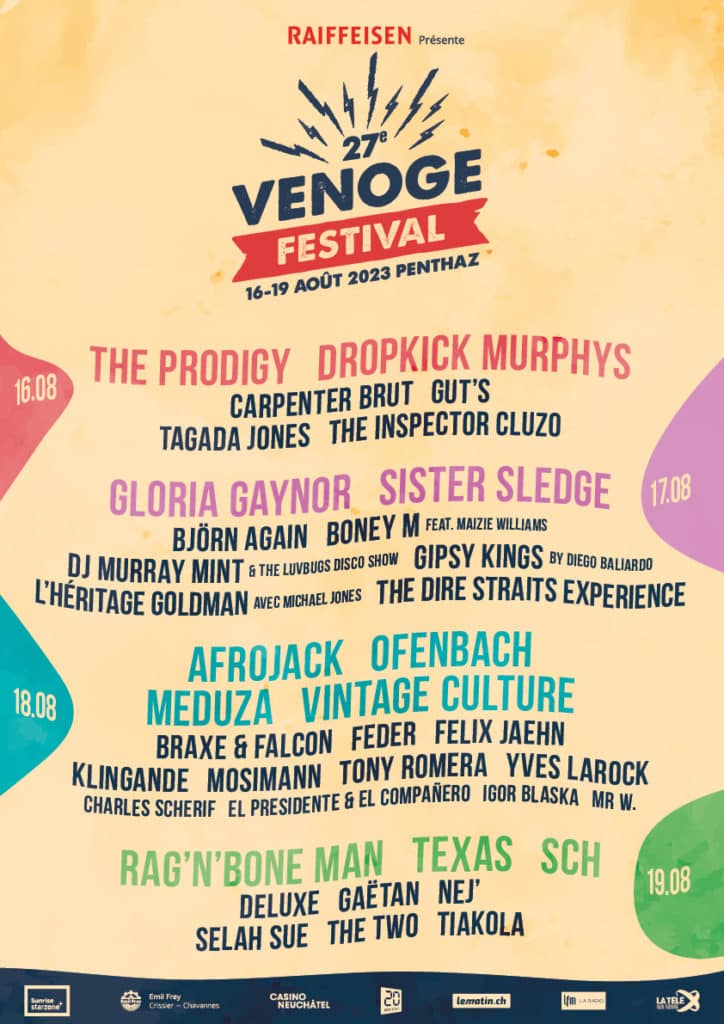 RAIFFEISEN Présente
27e
VENOGE
FESTIVAL
16-19 AOÛT 2023 PENTHAZ
16.08
THE PRODIGY DROPKICK MURPHYS
CARPENTER BRUT GUT'S
TAGADA JONES THE INSPECTOR CLUZO
17.08
GLORIA GAYNOR SISTER SLEDGE
BJÖRN AGAIN BONEY M FEAT. MAIZIE WILLIAMS
DJ MURRAY MINT & THE LUVBUGS DISCO SHOW GIPSY KINGS BY DIEGO BALIARDO
L'HÉRITAGE GOLDMAN AVEC MICHAEL JONES THE DIRE STRAITS EXPERIENCE
18.08
AFROJACK OFENBACH
MEDUZA VINTAGE CULTURE
BRAXE & FALCON FEDER FELIX JAEHN
KLINGANDE MOSIMANN TONY ROMERA YVES LAROCK
CHARLES SCHERIF EL PRESIDENTE & EL COMPAÑERO IGOR BLASKA MR W.
19.08
RAG'N'BONE MAN TEXAS SCH
DELUXE GAËTAN NEJ'
SELAH SUE THE TWO TIAKOLA
Sunrise
starzone+
Emil Frey
Crissier – Chavannes
CASINO
NEUCHÂTEL
20
lematin.ch
lfm LA RADIO
LA TÉLÉ